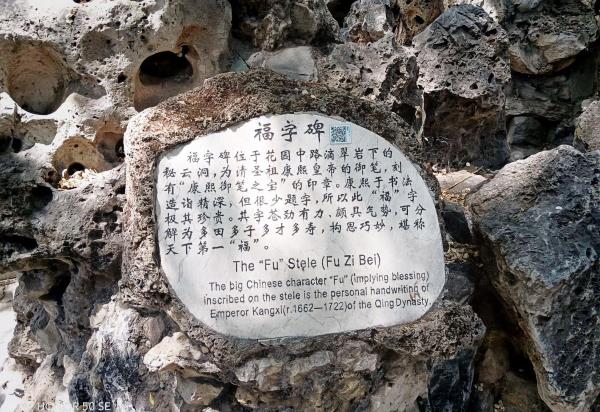 福字碑
福字碑位于花园中路滴翠岩下的
秘云洞,为清圣祖康熙皇帝的御笔,刻
有“康熙御笔之宝”的印章。康熙于书法
造诣精深,但很少题字,所以此“福”字
极其珍贵。其字苍劲有力、颇具气势,可分
解为多田多子多才多寿,构思巧妙,堪称
天下第一“福”。
The “Fu” Stele (Fu Zi Bei)
The big Chinese character “Fu” (implying blessing)
inscribed on the stele is the personal handwriting of
Emperor Kangxi(r.1662—1722)of the Qing Dynasty.
HONOR 50 SE